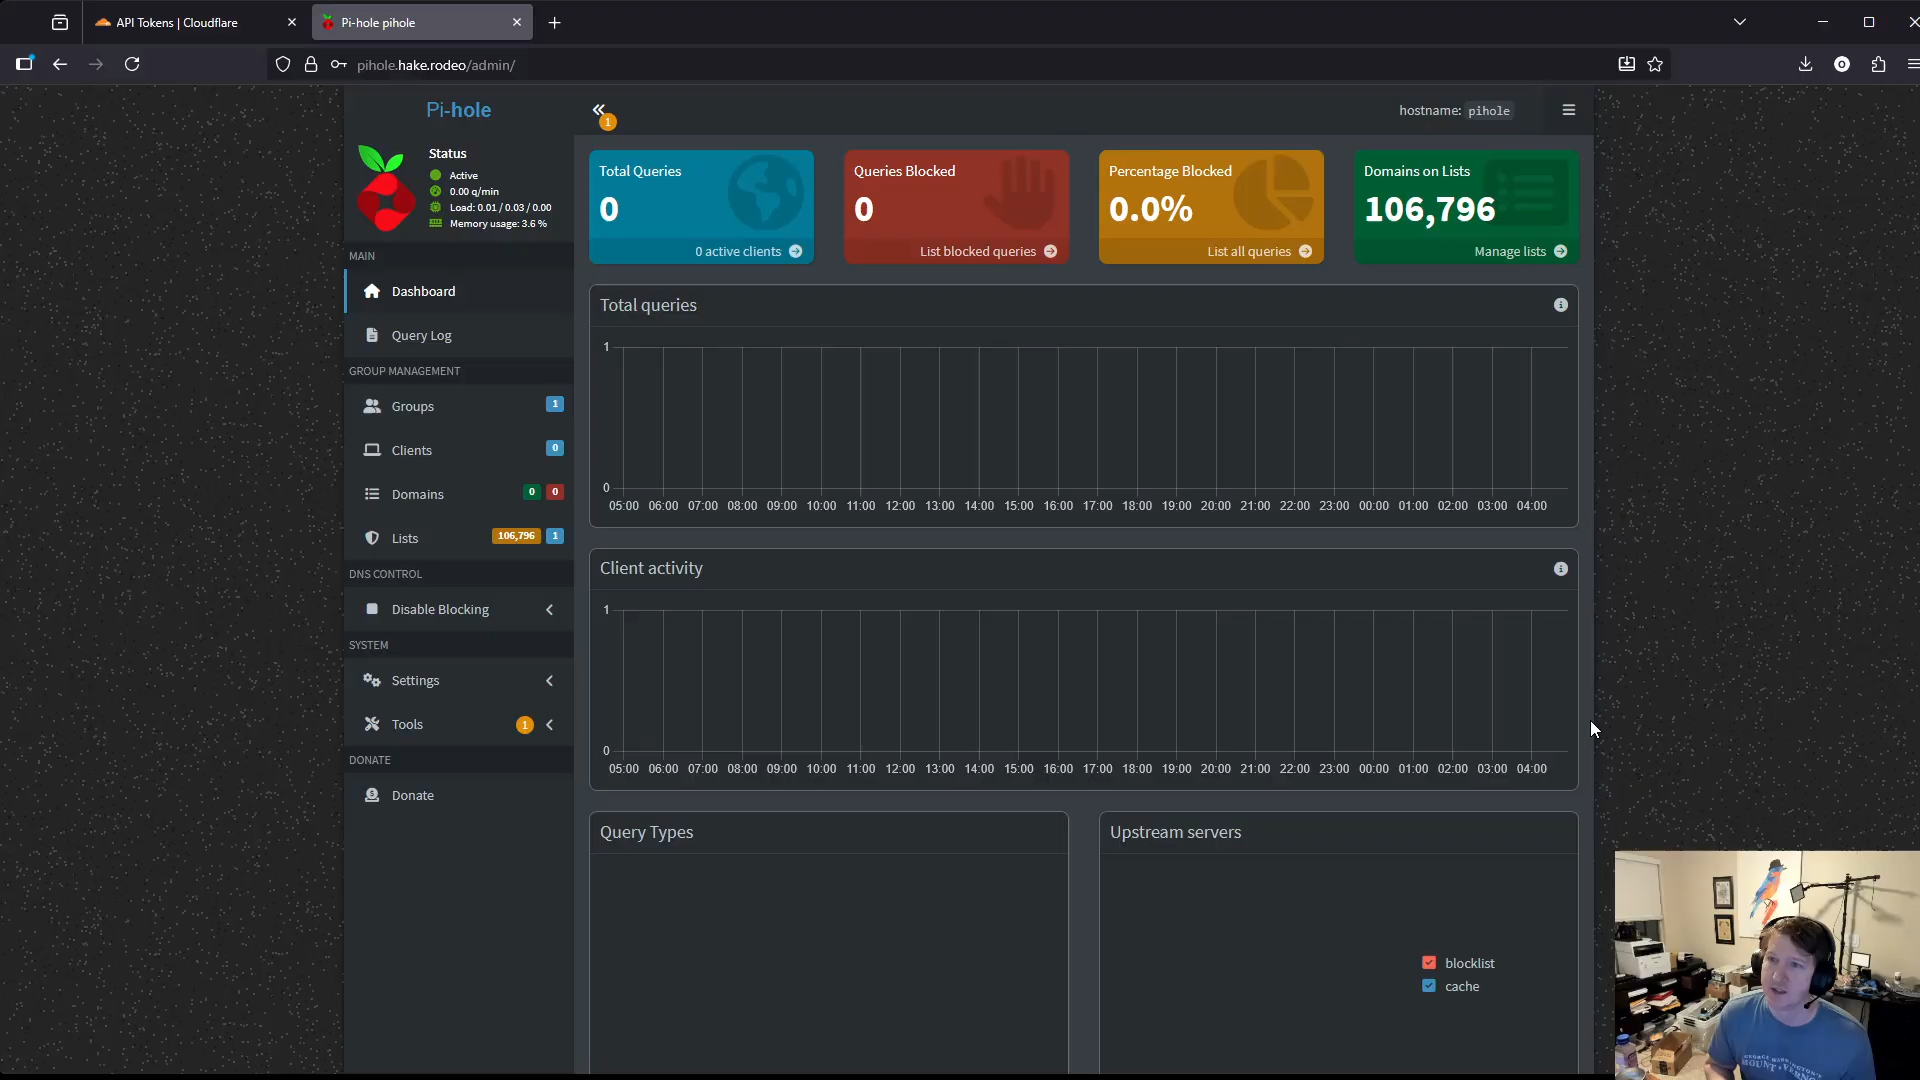 API Tokens | Cloudflare
Pi-hole pihole
pihole.hake.rodeo/admin/
Pi-hole
1
hostname: pihole
Status
Active
0.00 q/min
Load: 0.01 / 0.03 / 0.00
Memory usage: 3.6 %
MAIN
Dashboard
Query Log
GROUP MANAGEMENT
Groups 1
Clients 0
Domains 0 0
Lists 106,796 1
DNS CONTROL
Disable Blocking
SYSTEM
Settings
Tools 1
DONATE
Donate
Total Queries
0
0 active clients
Queries Blocked
0
List blocked queries
Percentage Blocked
0.0%
List all queries
Domains on Lists
106,796
Manage lists
Total queries
1
0
05:00 06:00 07:00 08:00 09:00 10:00 11:00 12:00 13:00 14:00 15:00 16:00 17:00 18:00 19:00 20:00 21:00 22:00 23:00 00:00 01:00 02:00 03:00 04:00
Client activity
1
0
05:00 06:00 07:00 08:00 09:00 10:00 11:00 12:00 13:00 14:00 15:00 16:00 17:00 18:00 19:00 20:00 21:00 22:00 23:00 00:00 01:00 02:00 03:00 04:00
Query Types
Upstream servers
blocklist
cache
GEORGE WASHINGTON'S
MOUNT VERNON